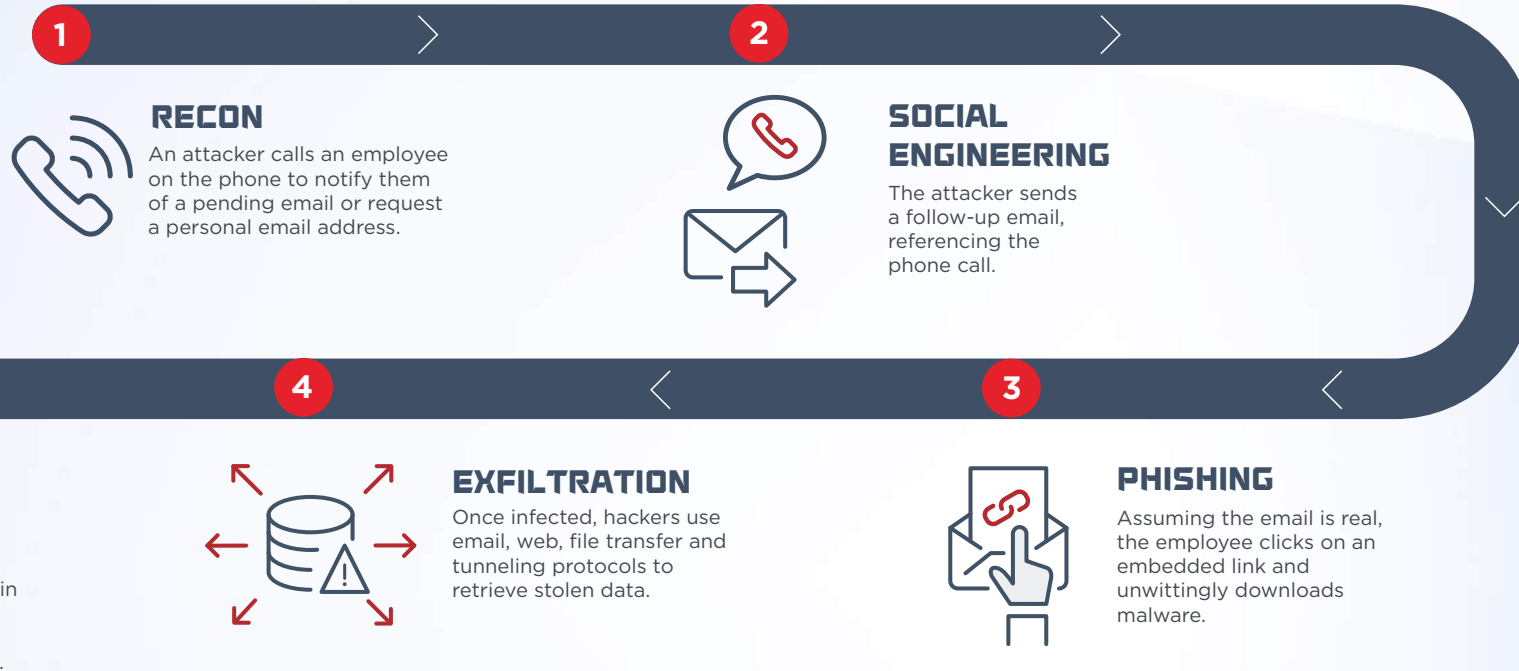 1
2
RECON
An attacker calls an employee
on the phone to notify them
of a pending email or request
a personal email address.
SOCIAL
ENGINEERING
The attacker sends
a follow-up email,
referencing the
phone call.
3
PHISHING
Assuming the email is real,
the employee clicks on an
embedded link and
unwittingly downloads
malware.
4
EXFILTRATION
Once infected, hackers use
email, web, file transfer and
tunneling protocols to
retrieve stolen data.
in
.